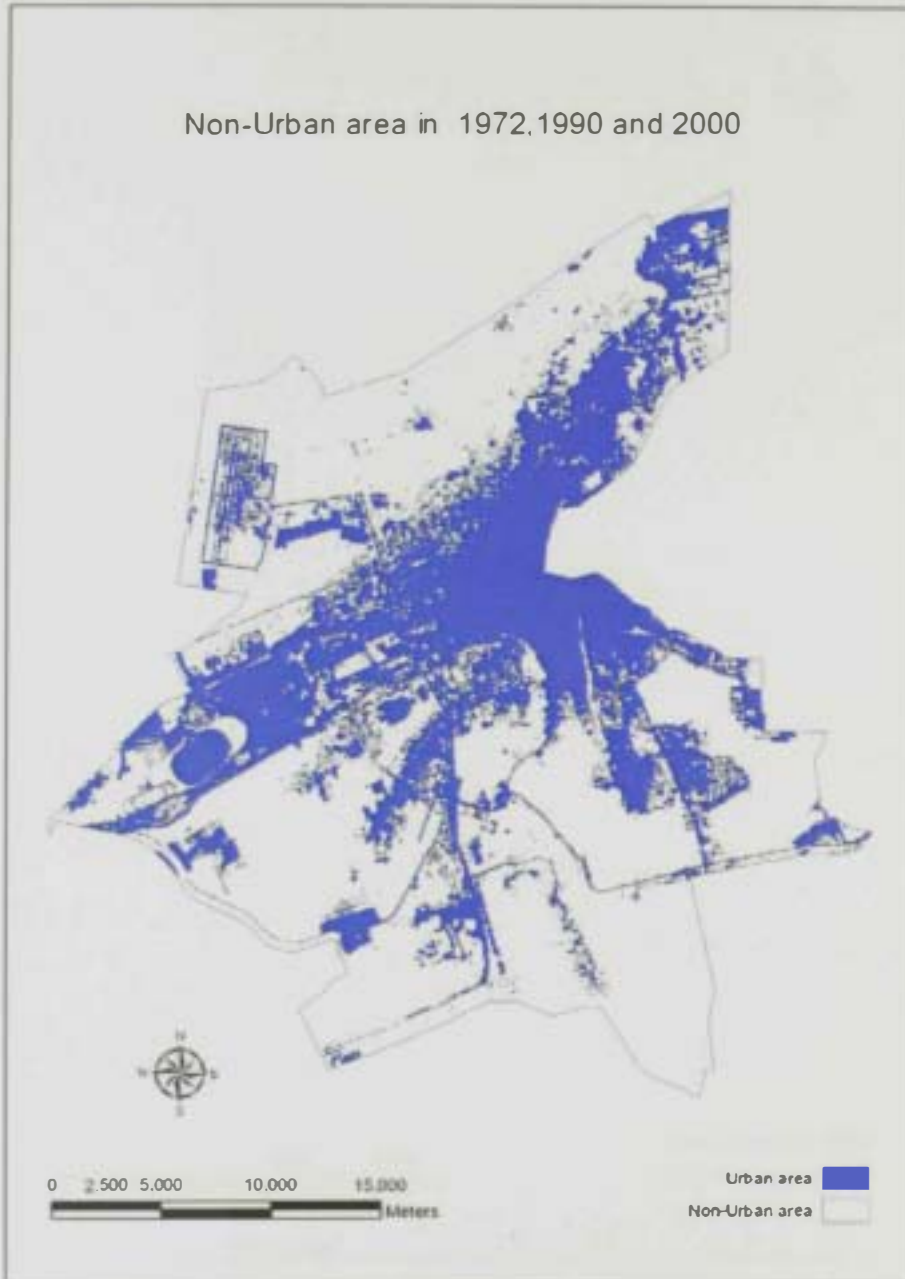 Non-Urban area in 1972,1990 and 2000
N
S
0 2.500 5.000 10.000 15.000
Meters
Urban area
Non-Urban area